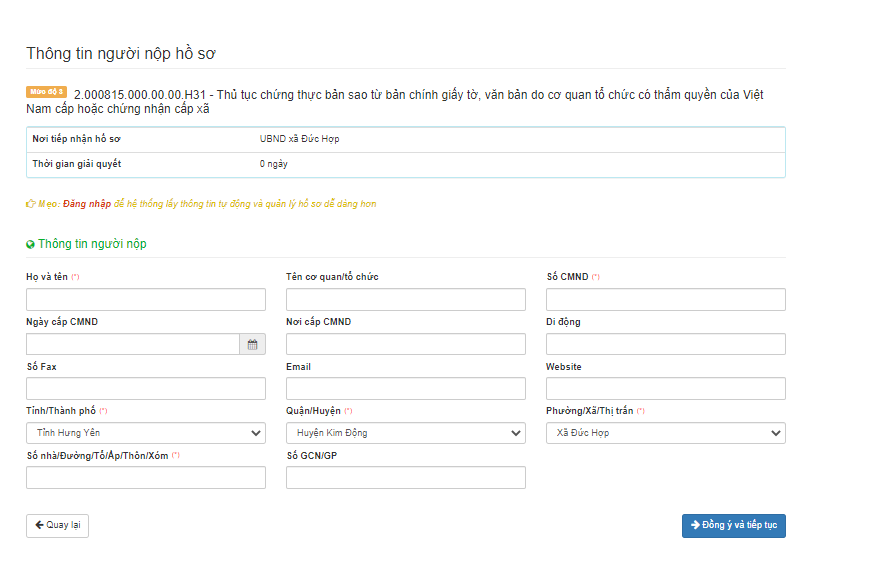 Thông tin người nộp hồ sơ
Mức độ 3 2.000815.000.00.00.H31 - Thủ tục chứng thực bản sao từ bản chính giấy tờ, văn bản do cơ quan tổ chức có thẩm quyền của Việt
Nam cấp hoặc chứng nhận cấp xã
Nơi tiếp nhận hồ sơ UBND xã Đức Hợp
Thời gian giải quyết 0 ngày
Mẹo: Đăng nhập để hệ thống lấy thông tin tự động và quản lý hồ sơ dễ dàng hơn
Thông tin người nộp
Họ và tên (*) Tên cơ quan/tổ chức Số CMND (*)
Ngày cấp CMND Nơi cấp CMND Di động
Số Fax Email Website
Tỉnh/Thành phố (*) Quận/Huyện (*) Phường/Xã/Thị trấn (*)
Tỉnh Hưng Yên Huyện Kim Động Xã Đức Hợp
Số nhà/Đường/Tổ/Ấp/Thôn/Xóm (*) Số GCN/GP
Quay lại Đồng ý và tiếp tục